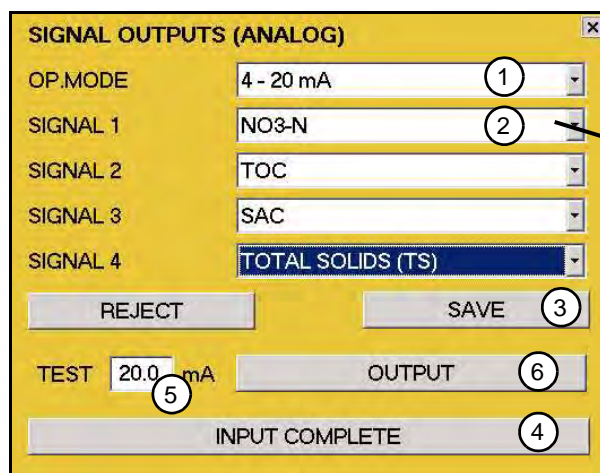 SIGNAL OUTPUTS (ANALOG) ×
OP.MODE 4 - 20 mA 1
SIGNAL 1 NO3-N 2
SIGNAL 2 TOC
SIGNAL 3 SAC
SIGNAL 4 TOTAL SOLIDS (TS)
REJECT SAVE 3
TEST 20.0 mA OUTPUT 6
5
INPUT COMPLETE 4